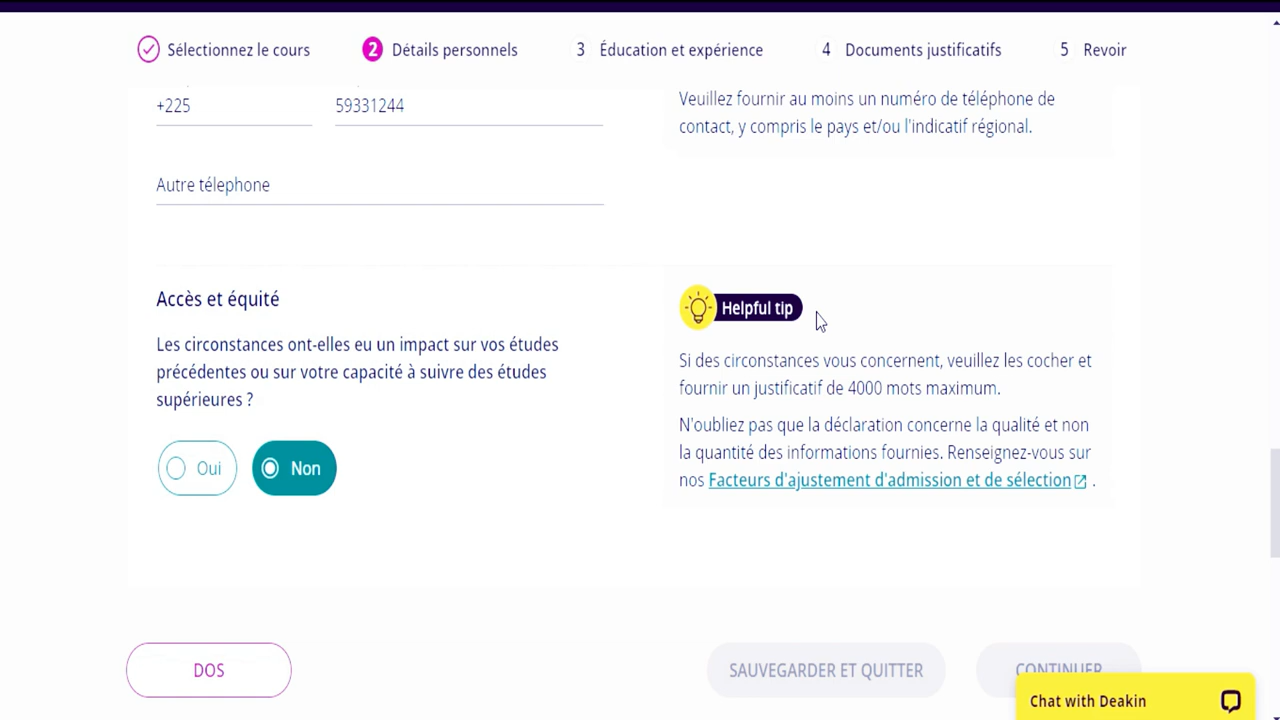 Sélectionnez le cours
2 Détails personnels
3 Éducation et expérience
4 Documents justificatifs
5 Revoir
+225
59331244
Veuillez fournir au moins un numéro de téléphone de
contact, y compris le pays et/ou l'indicatif régional.
Autre télephone
Accès et équité
Les circonstances ont-elles eu un impact sur vos études
précédentes ou sur votre capacité à suivre des études
supérieures ?
Oui
Non
Helpful tip
Si des circonstances vous concernent, veuillez les cocher et
fournir un justificatif de 4000 mots maximum.
N'oubliez pas que la déclaration concerne la qualité et non
la quantité des informations fournies. Renseignez-vous sur
nos Facteurs d'ajustement d'admission et de sélection .
DOS
SAUVEGARDER ET QUITTER
CONTINUER
Chat with Deakin